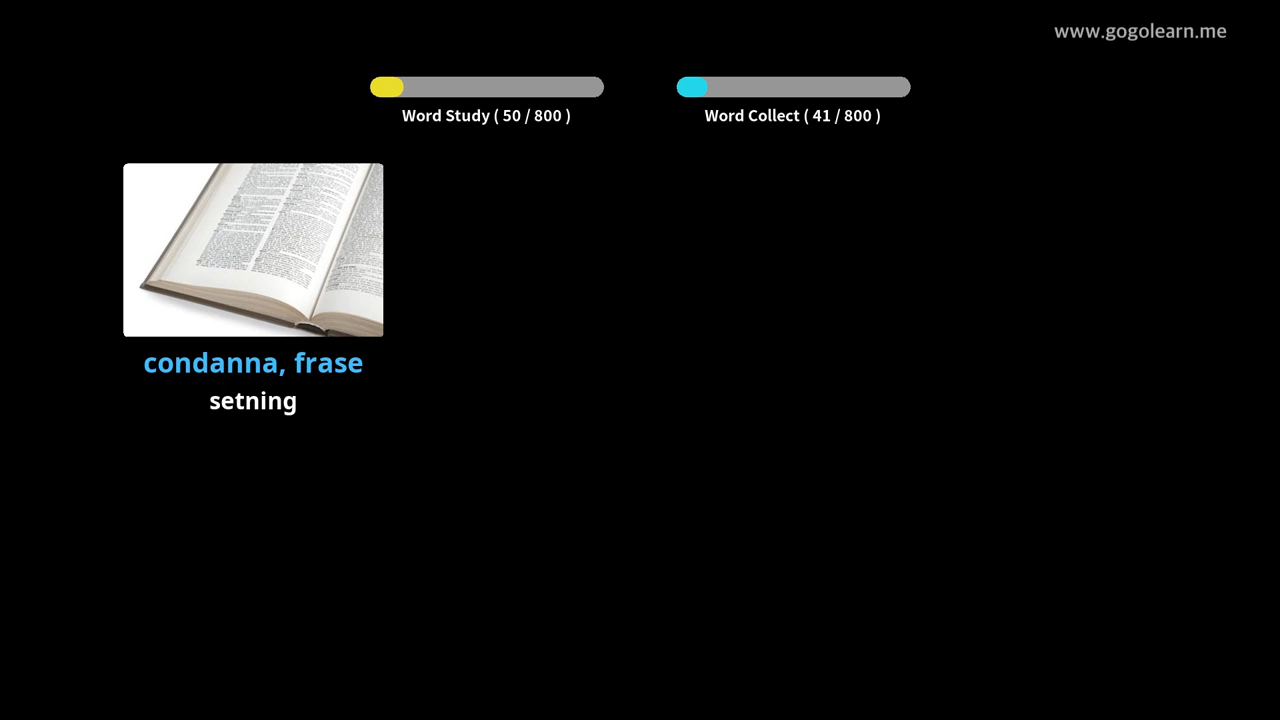 www.gogolearn.me
Word Study ( 50 / 800 )
Word Collect ( 41 / 800 )
condanna, frase
setning